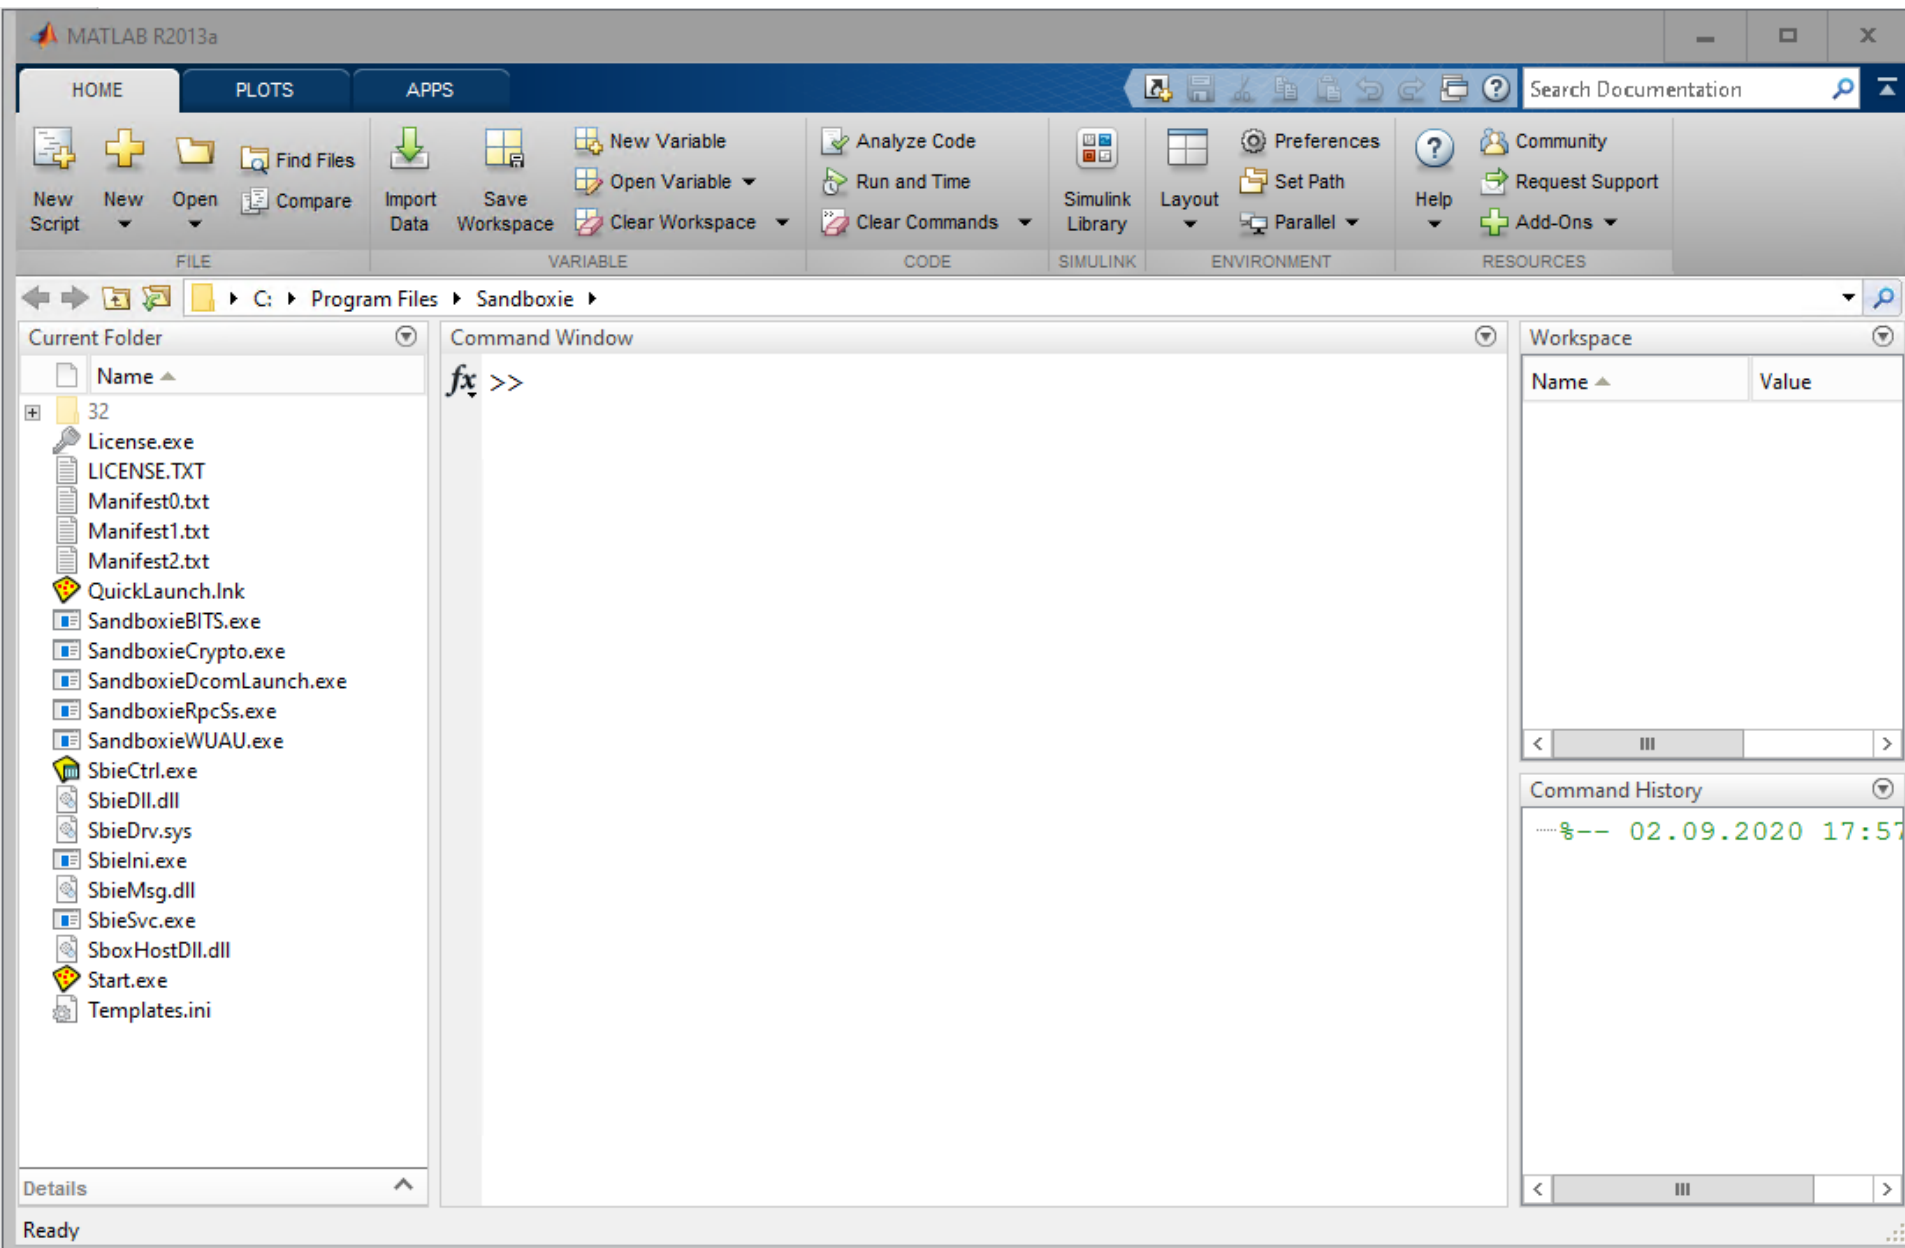 MATLAB R2013a
HOME PLOTS APPS
Search Documentation
New Script
New
Open
Find Files
Compare
Import Data
Save Workspace
New Variable
Open Variable
Clear Workspace
Analyze Code
Run and Time
Clear Commands
Simulink Library
Layout
Preferences
Set Path
Parallel
Help
Community
Request Support
Add-Ons
FILE VARIABLE CODE SIMULINK ENVIRONMENT RESOURCES
C: Program Files Sandboxie
Current Folder
Name
32
License.exe
LICENSE.TXT
Manifest0.txt
Manifest1.txt
Manifest2.txt
QuickLaunch.lnk
SandboxieBITS.exe
SandboxieCrypto.exe
SandboxieDcomLaunch.exe
SandboxieRpcSs.exe
SandboxieWUAU.exe
SbieCtrl.exe
SbieDll.dll
SbieDrv.sys
SbieIni.exe
SbieMsg.dll
SbieSvc.exe
SboxHostDll.dll
Start.exe
Templates.ini
Details
Command Window
fx >>
Workspace
Name Value
Command History
%-- 02.09.2020 17:57
Ready